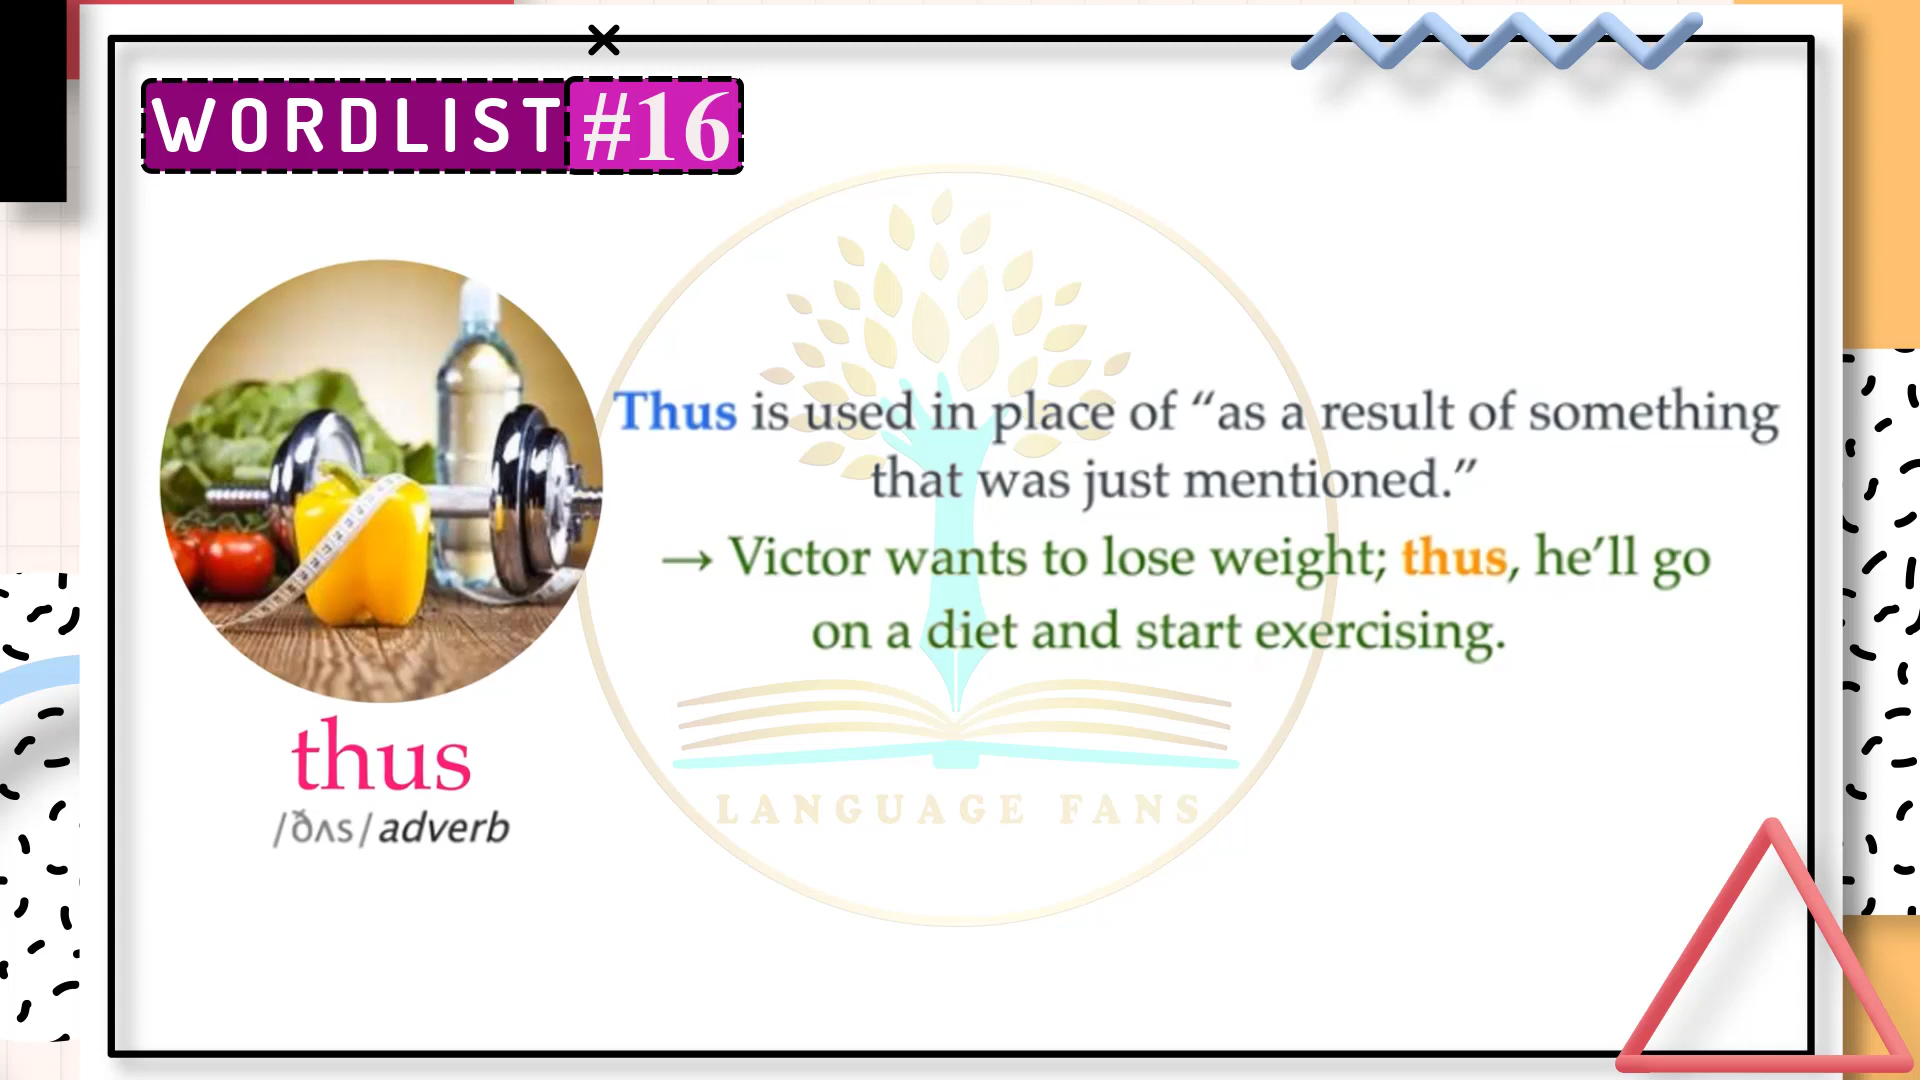 WORDLIST #16
Thus is used in place of “as a result of something
that was just mentioned.”
→ Victor wants to lose weight; thus, he’ll go
on a diet and start exercising.
thus
/ðʌs/ adverb
LANGUAGE FANS